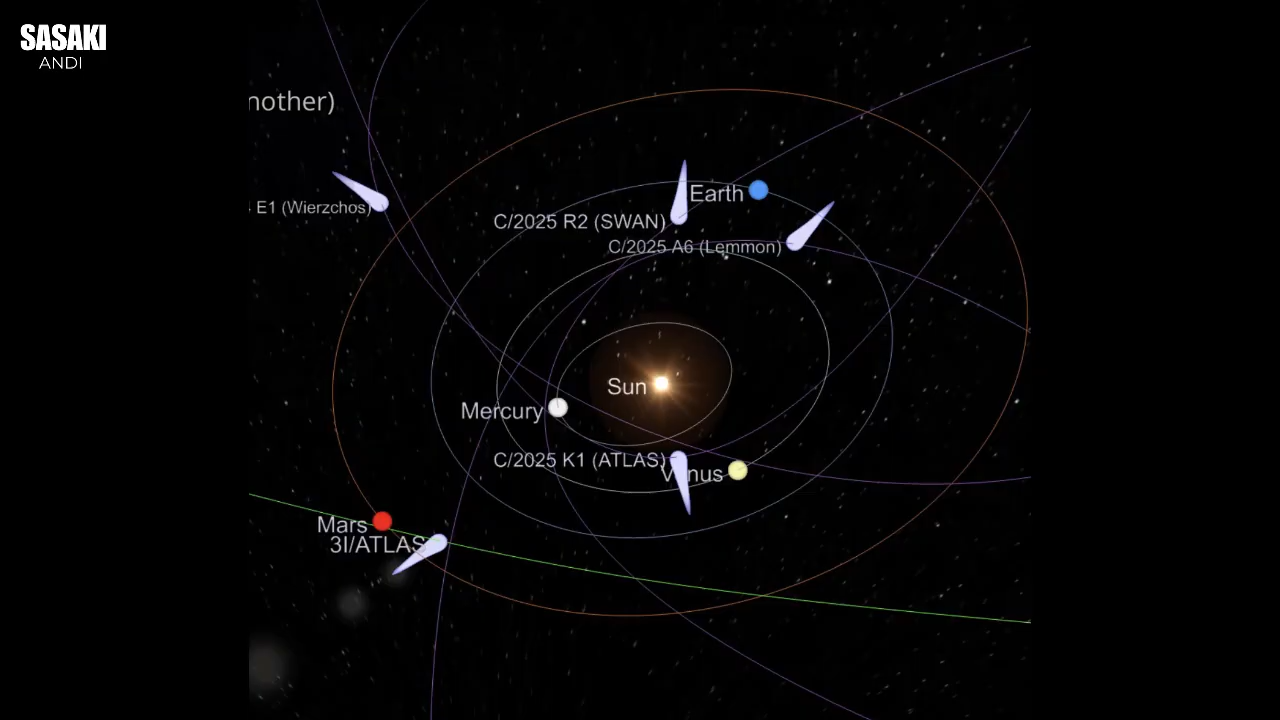 SASAKI
ANDI
nother)
Earth
E1 (Wierzchos)
C/2025 R2 (SWAN)
C/2025 A6 (Lemmon)
Sun
Mercury
C/2025 K1 (ATLAS)
Venus
Mars
3I/ATLAS